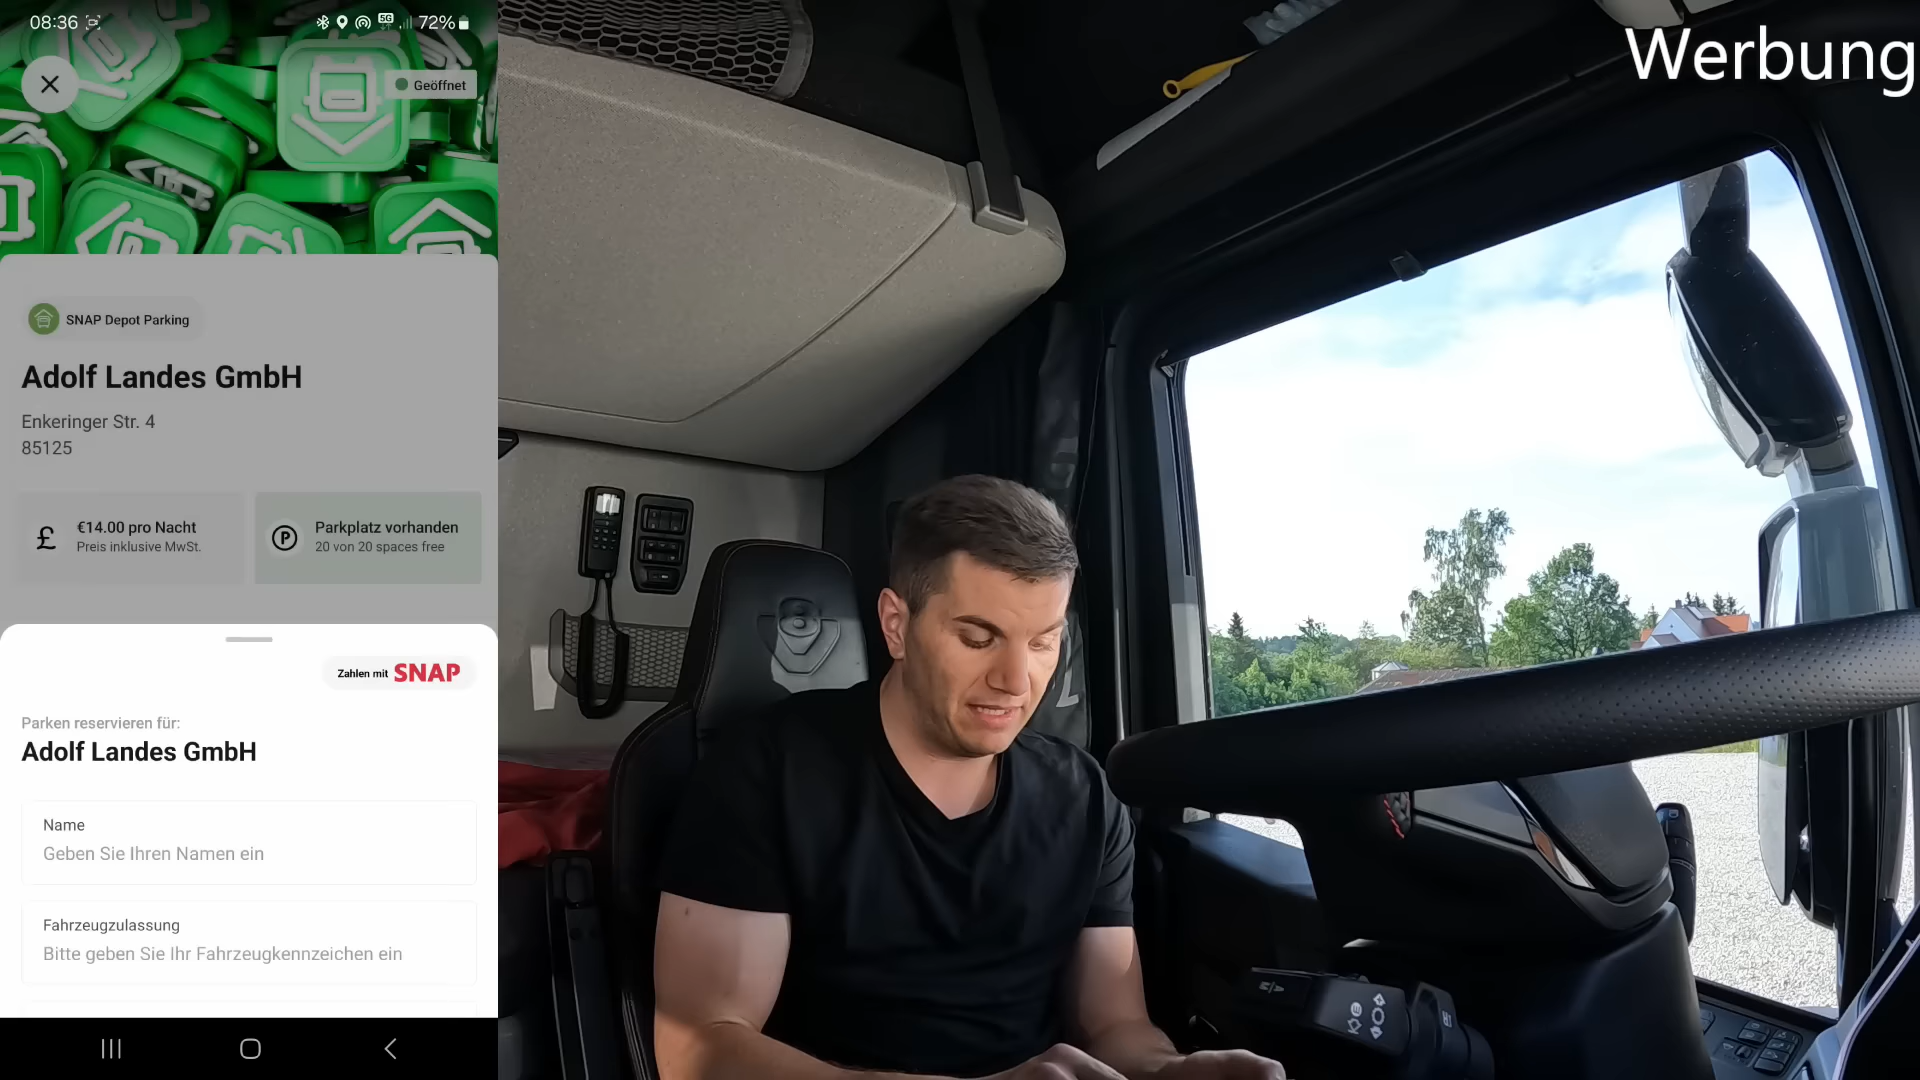 08:36
5G
72%
Geöffnet
SNAP Depot Parking
Adolf Landes GmbH
Enkeringer Str. 4
85125
£
€14.00 pro Nacht
Preis inklusive MwSt.
P
Parkplatz vorhanden
20 von 20 spaces free
Zahlen mit SNAP
Parken reservieren für:
Adolf Landes GmbH
Name
Geben Sie Ihren Namen ein
Fahrzeugzulassung
Bitte geben Sie Ihr Fahrzeugkennzeichen ein
Werbung